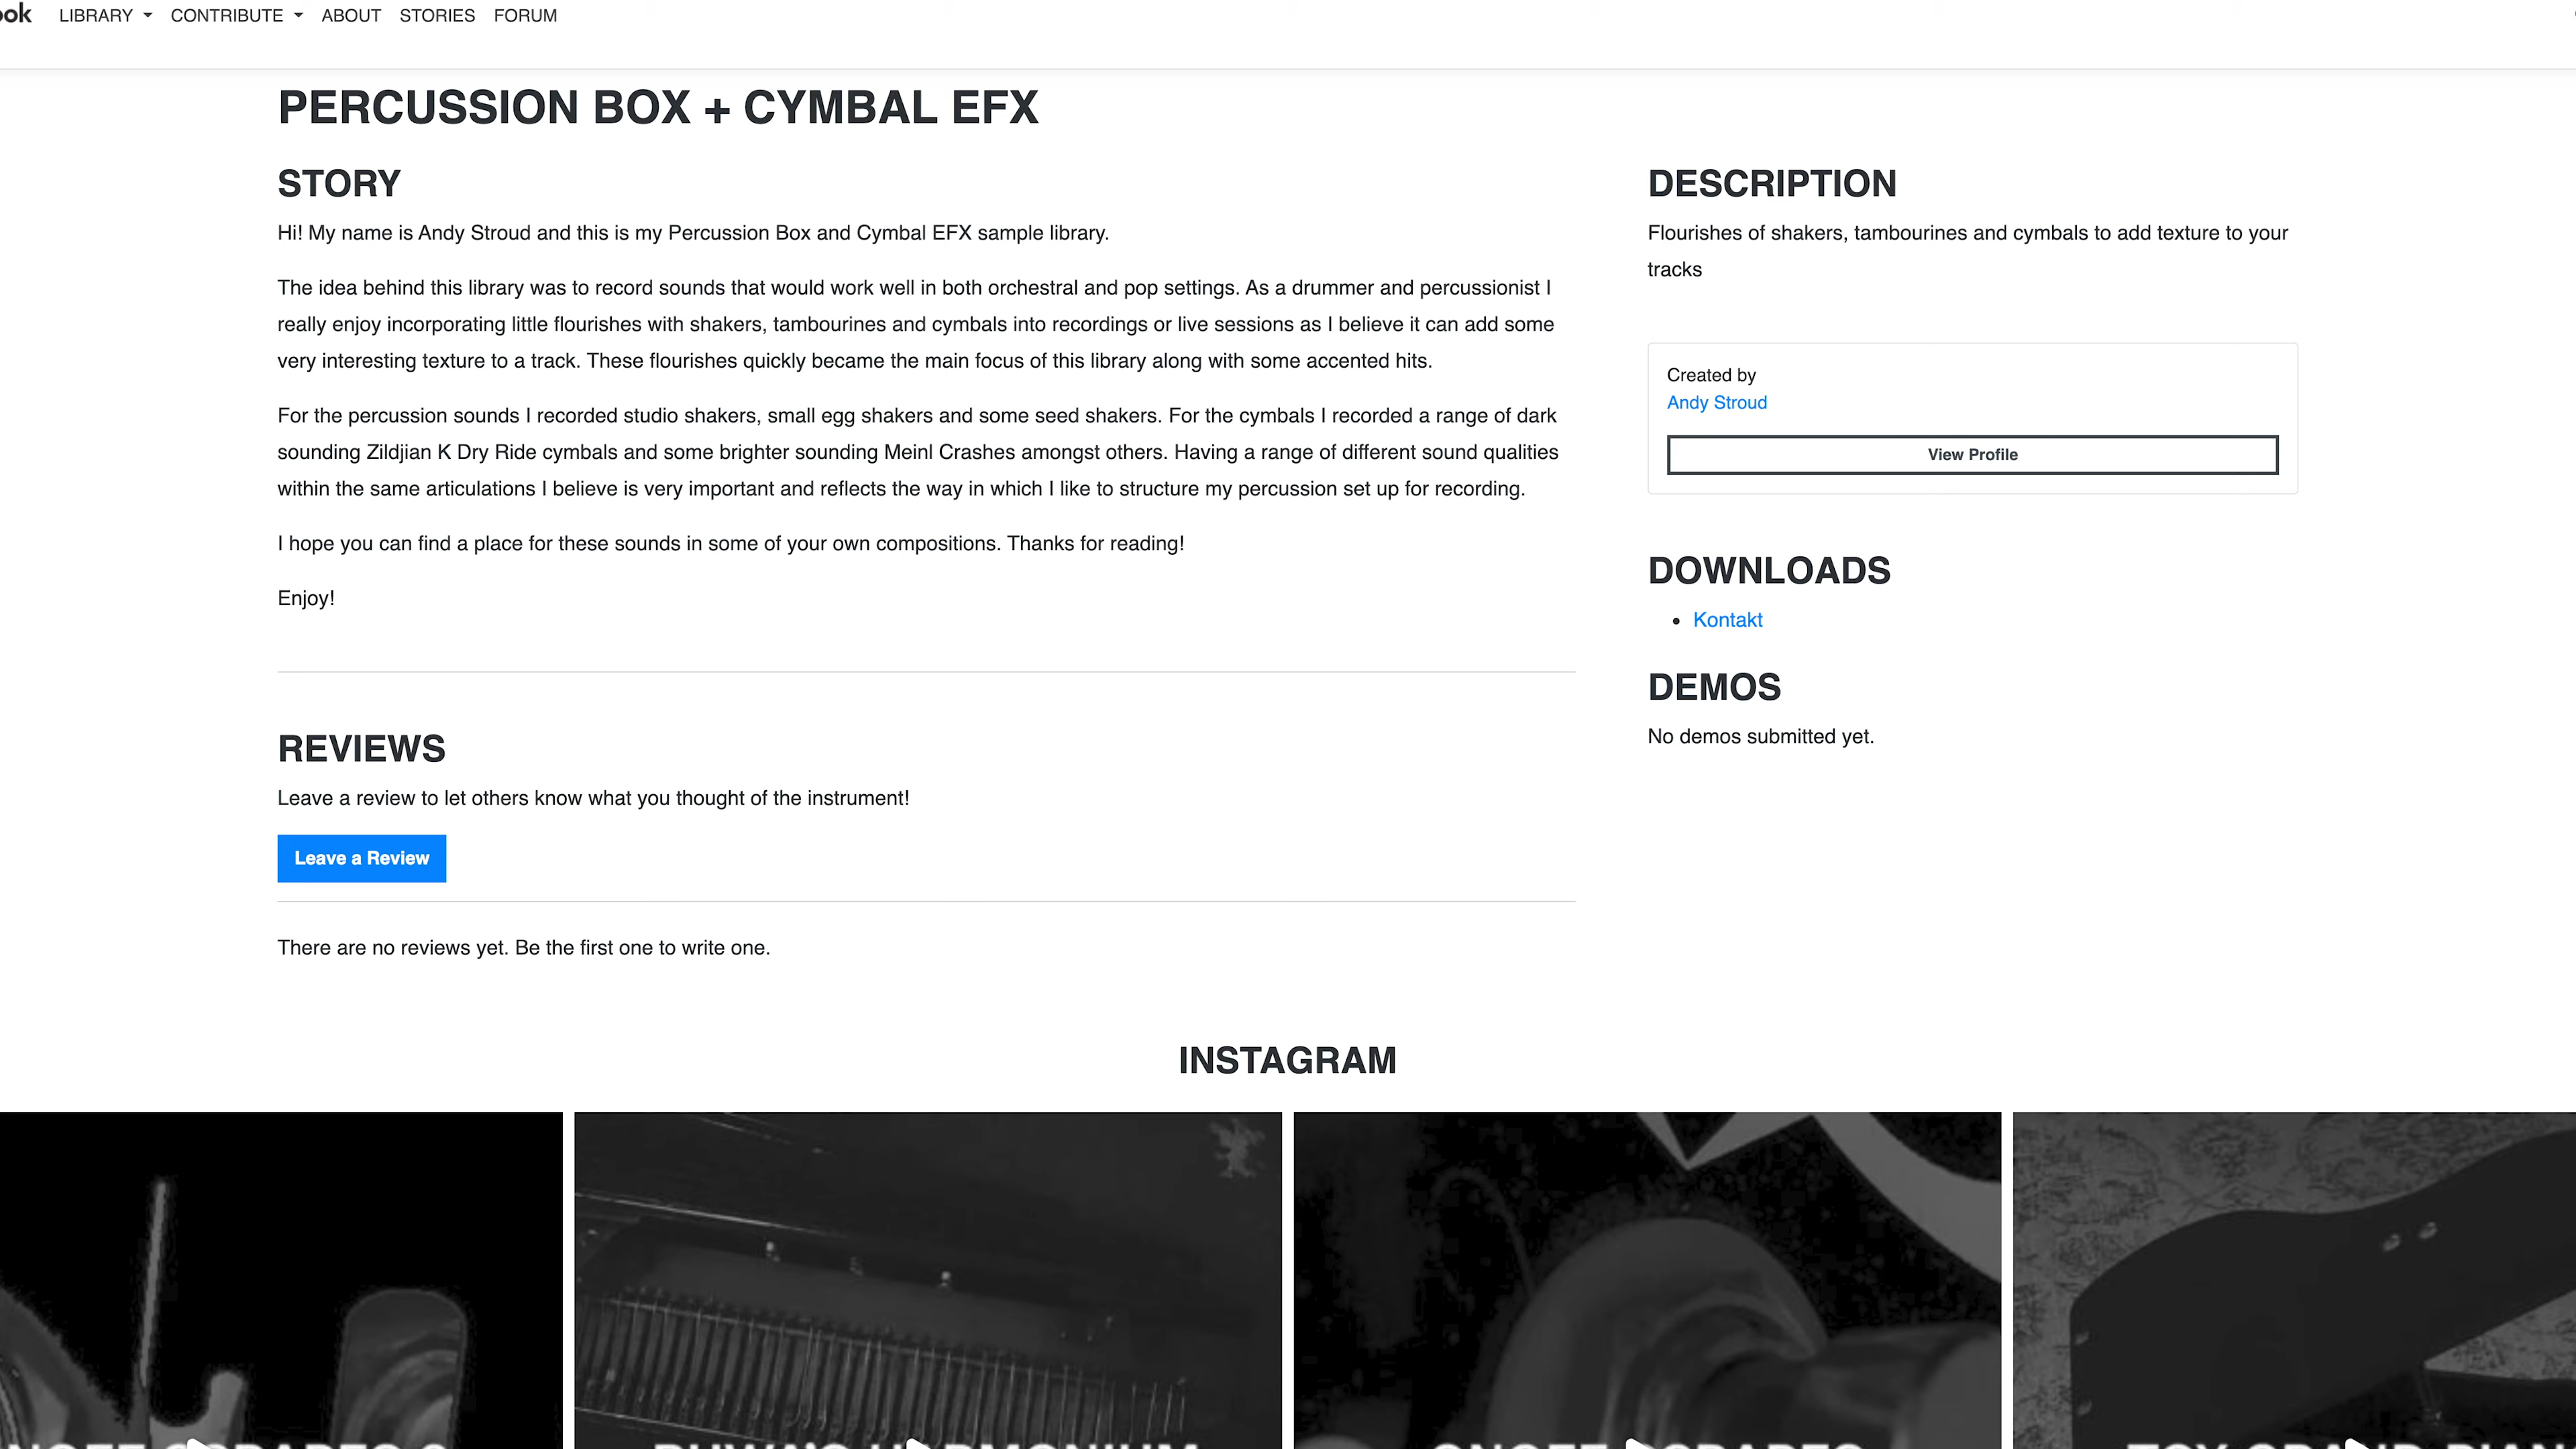 LIBRARY CONTRIBUTE ABOUT STORIES FORUM
PERCUSSION BOX + CYMBAL EFX
STORY
Hi! My name is Andy Stroud and this is my Percussion Box and Cymbal EFX sample library.
The idea behind this library was to record sounds that would work well in both orchestral and pop settings. As a drummer and percussionist I
really enjoy incorporating little flourishes with shakers, tambourines and cymbals into recordings or live sessions as I believe it can add some
very interesting texture to a track. These flourishes quickly became the main focus of this library along with some accented hits.
For the percussion sounds I recorded studio shakers, small egg shakers and some seed shakers. For the cymbals I recorded a range of dark
sounding Zildjian K Dry Ride cymbals and some brighter sounding Meinl Crashes amongst others. Having a range of different sound qualities
within the same articulations I believe is very important and reflects the way in which I like to structure my percussion set up for recording.
I hope you can find a place for these sounds in some of your own compositions. Thanks for reading!
Enjoy!
REVIEWS
Leave a review to let others know what you thought of the instrument!
Leave a Review
There are no reviews yet. Be the first one to write one.
DESCRIPTION
Flourishes of shakers, tambourines and cymbals to add texture to your
tracks
Created by
Andy Stroud
View Profile
DOWNLOADS
Kontakt
DEMOS
No demos submitted yet.
INSTAGRAM